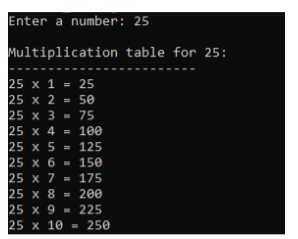 Enter a number: 25
Multiplication table for 25:
-------------------------
25 x 1 = 25
25 x 2 = 50
25 x 3 = 75
25 x 4 = 100
25 x 5 = 125
25 x 6 = 150
25 x 7 = 175
25 x 8 = 200
25 x 9 = 225
25 x 10 = 250